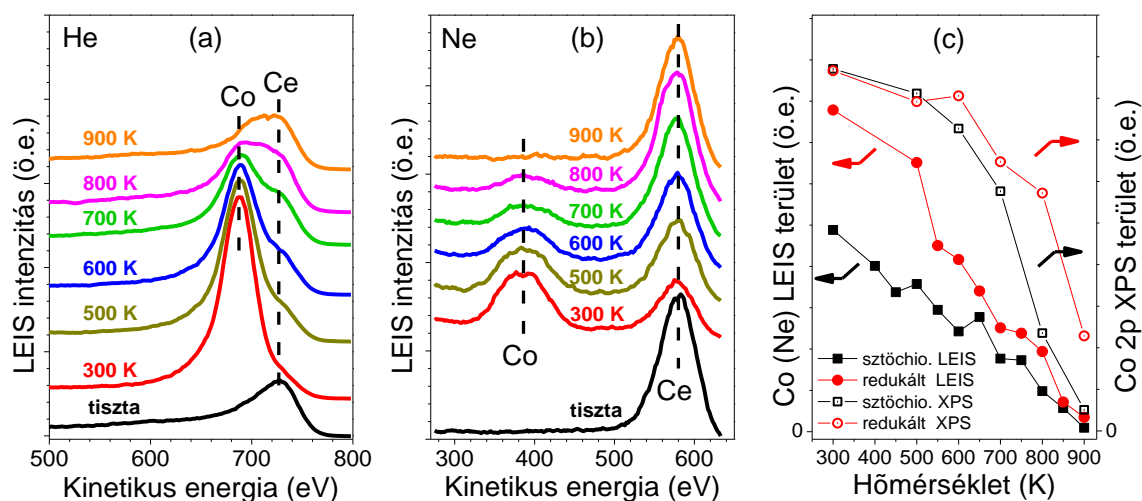 He
(a)
Co
Ce
900 K
800 K
700 K
600 K
500 K
300 K
tiszta
LEIS intenzítás (ö.e.)
500
600
700
800
Kinetikus energia (eV)
Ne
(b)
900 K
800 K
700 K
600 K
500 K
300 K
Co
Ce
tiszta
LEIS intenzítás (ö.e.)
300
400
500
600
Kinetikus energia (eV)
(c)
Co (Ne) LEIS terület (ö.e.)
Co 2p XPS terület (ö.e.)
sztöchio. LEIS
redukált LEIS
sztöchio. XPS
redukált XPS
0
0
300 400 500 600 700 800 900
Hõmérséklet (K)